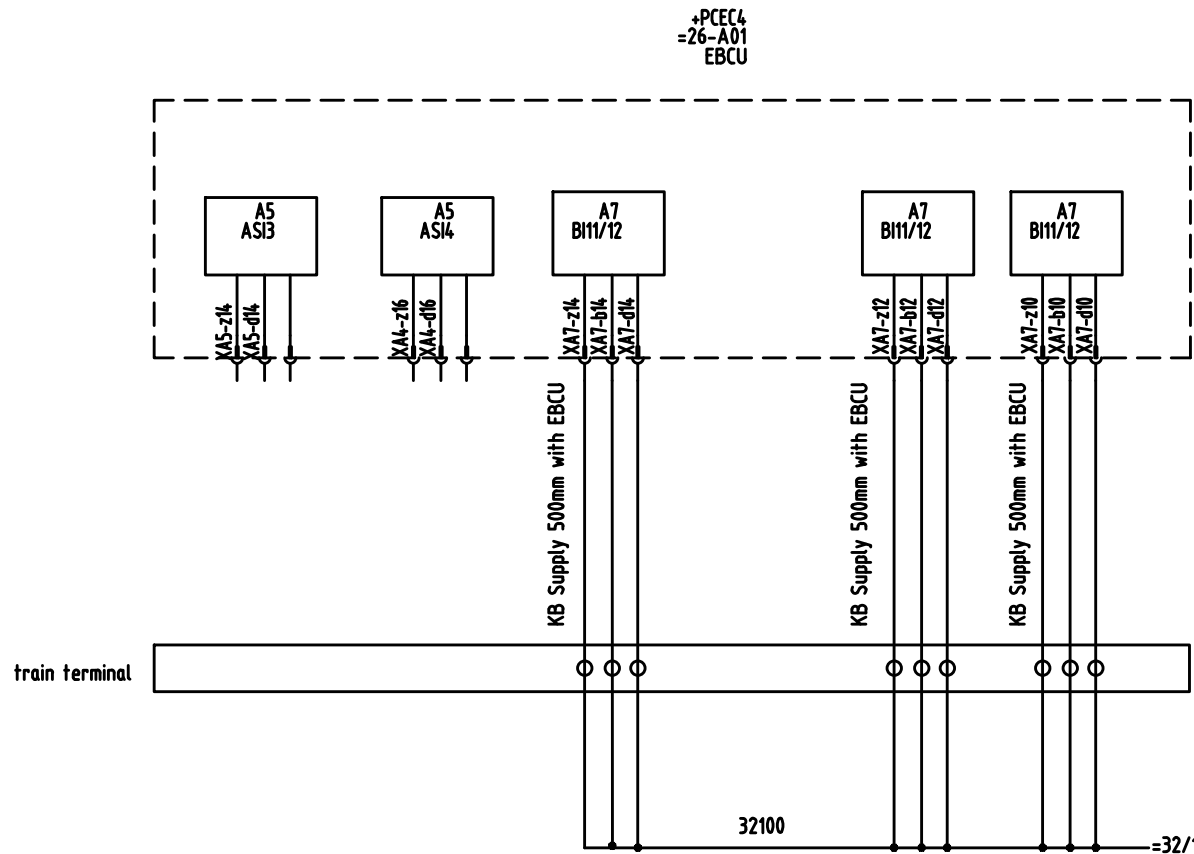 +PCEC4
=26-A01
EBCU
A5
ASI3
A5
ASI4
A7
BI11/12
A7
BI11/12
A7
BI11/12
XA5-z14
XA5-d14
XA4-z16
XA4-d16
XA7-z14
XA7-b14
XA7-d14
XA7-z12
XA7-b12
XA7-d12
XA7-z10
XA7-b10
XA7-d10
KB Supply 500mm with EBCU
KB Supply 500mm with EBCU
KB Supply 500mm with EBCU
train terminal
32100
=32/